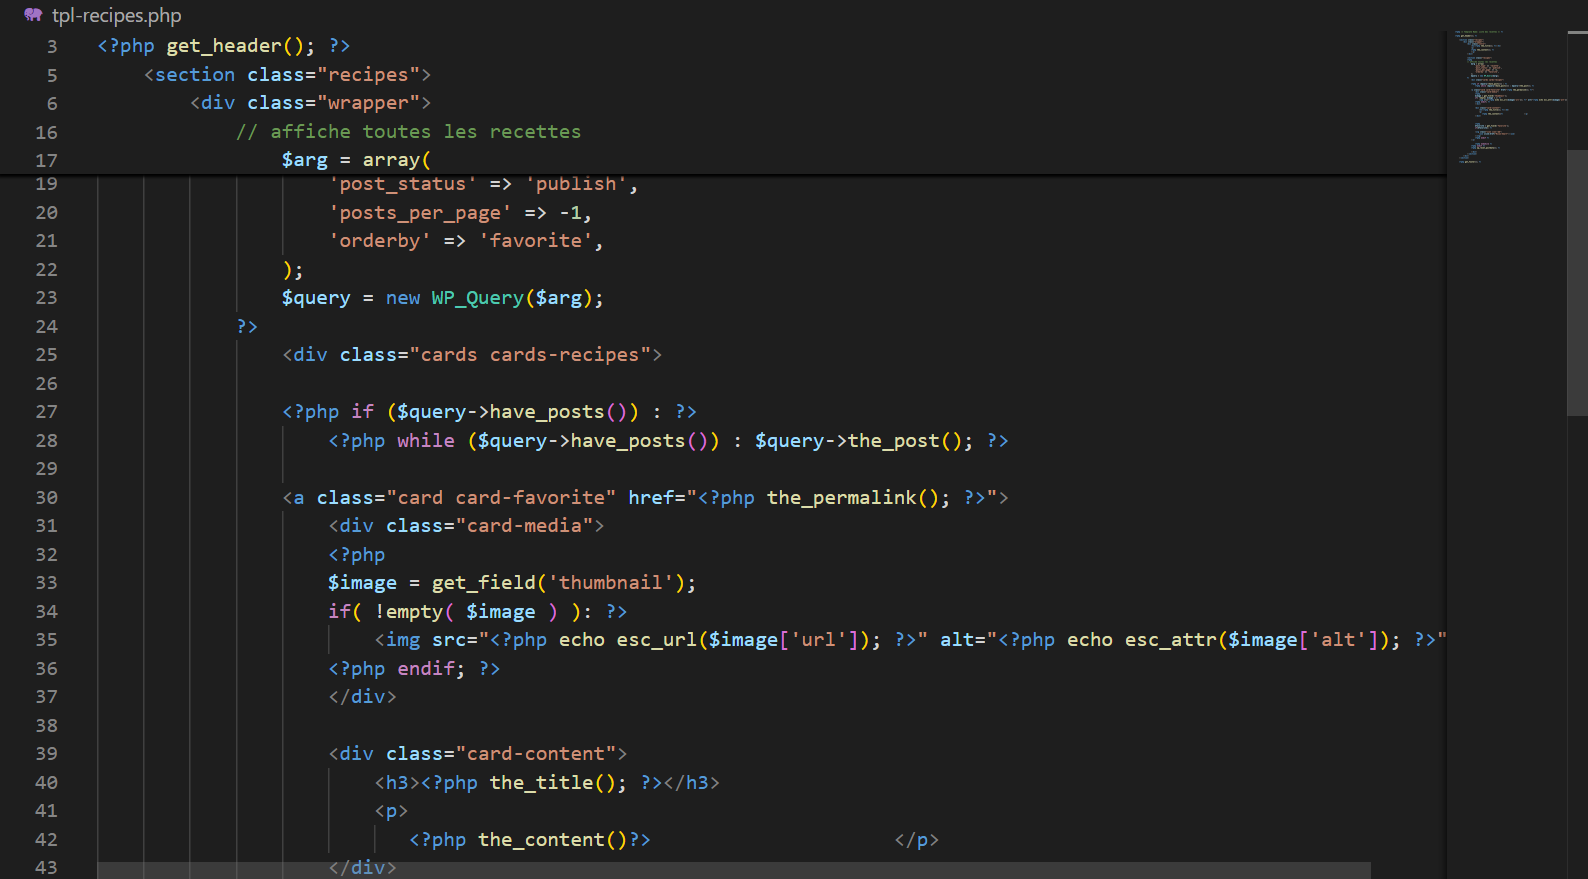 tpl-recipes.php
3 <?php get_header(); ?>
5 <section class="recipes">
6 <div class="wrapper">
16 // affiche toutes les recettes
17 $arg = array(
19 'post_status' => 'publish',
20 'posts_per_page' => -1,
21 'orderby' => 'favorite',
22 );
23 $query = new WP_Query($arg);
24 ?>
25 <div class="cards cards-recipes">
26
27 <?php if ($query->have_posts()) : ?>
28 <?php while ($query->have_posts()) : $query->the_post(); ?>
29
30 <a class="card card-favorite" href="<?php the_permalink(); ?>">
31 <div class="card-media">
32 <?php
33 $image = get_field('thumbnail');
34 if( !empty( $image ) ): ?>
35 <img src="<?php echo esc_url($image['url']); ?>" alt="<?php echo esc_attr($image['alt']); ?>"
36 <?php endif; ?>
37 </div>
38
39 <div class="card-content">
40 <h3><?php the_title(); ?></h3>
41 <p>
42 <?php the_content()?> </p>
43 </div>